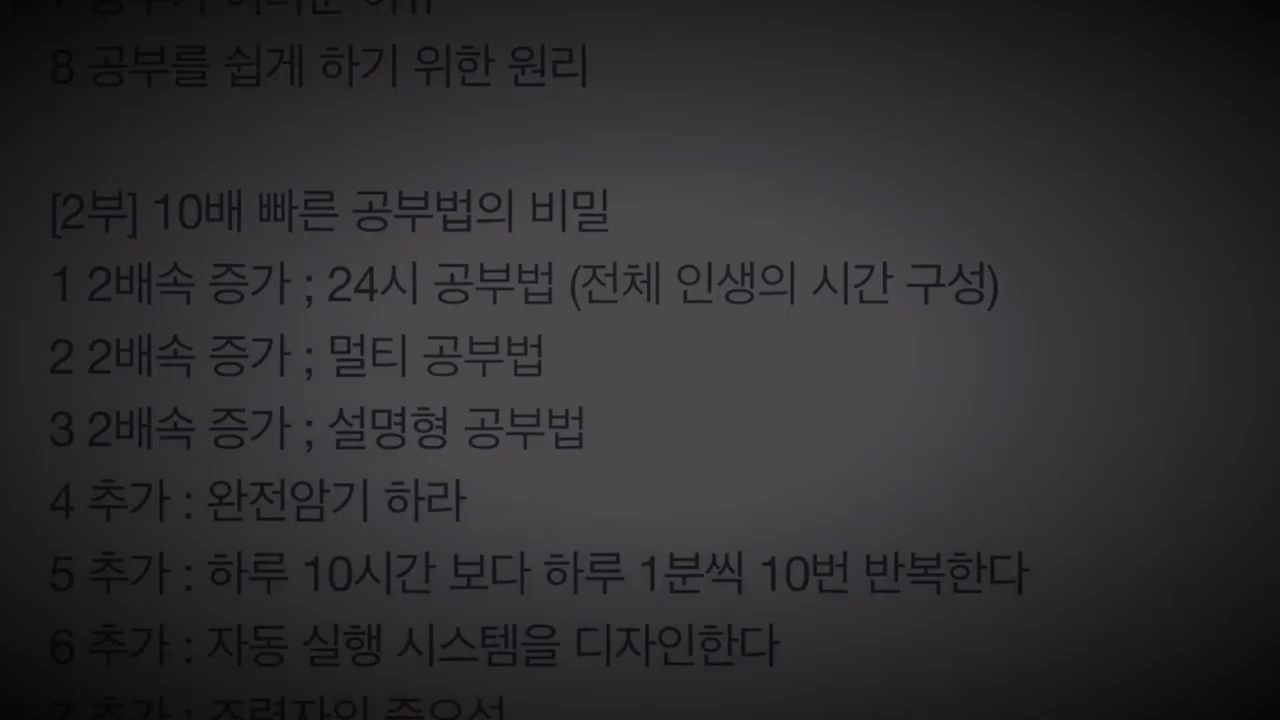 8 공부를 쉽게 하기 위한 원리
[2부] 10배 빠른 공부법의 비밀
1 2배속 증가 ; 24시 공부법 (전체 인생의 시간 구성)
2 2배속 증가 ; 멀티 공부법
3 2배속 증가 ; 설명형 공부법
4 추가 : 완전암기 하라
5 추가 : 하루 10시간 보다 하루 1분씩 10번 반복한다
6 추가 : 자동 실행 시스템을 디자인한다
7 추가 :